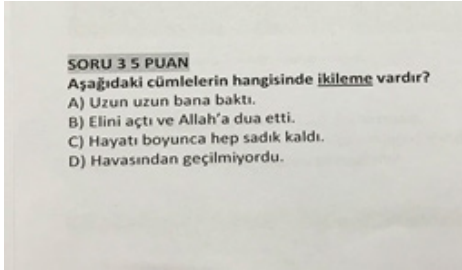 SORU 3 5 PUAN
Aşağıdaki cümlelerin hangisinde ikileme vardır?
A) Uzun uzun bana baktı.
B) Elini açtı ve Allah'a dua etti.
C) Hayatı boyunca hep sadık kaldı.
D) Havasından geçilmiyordu.